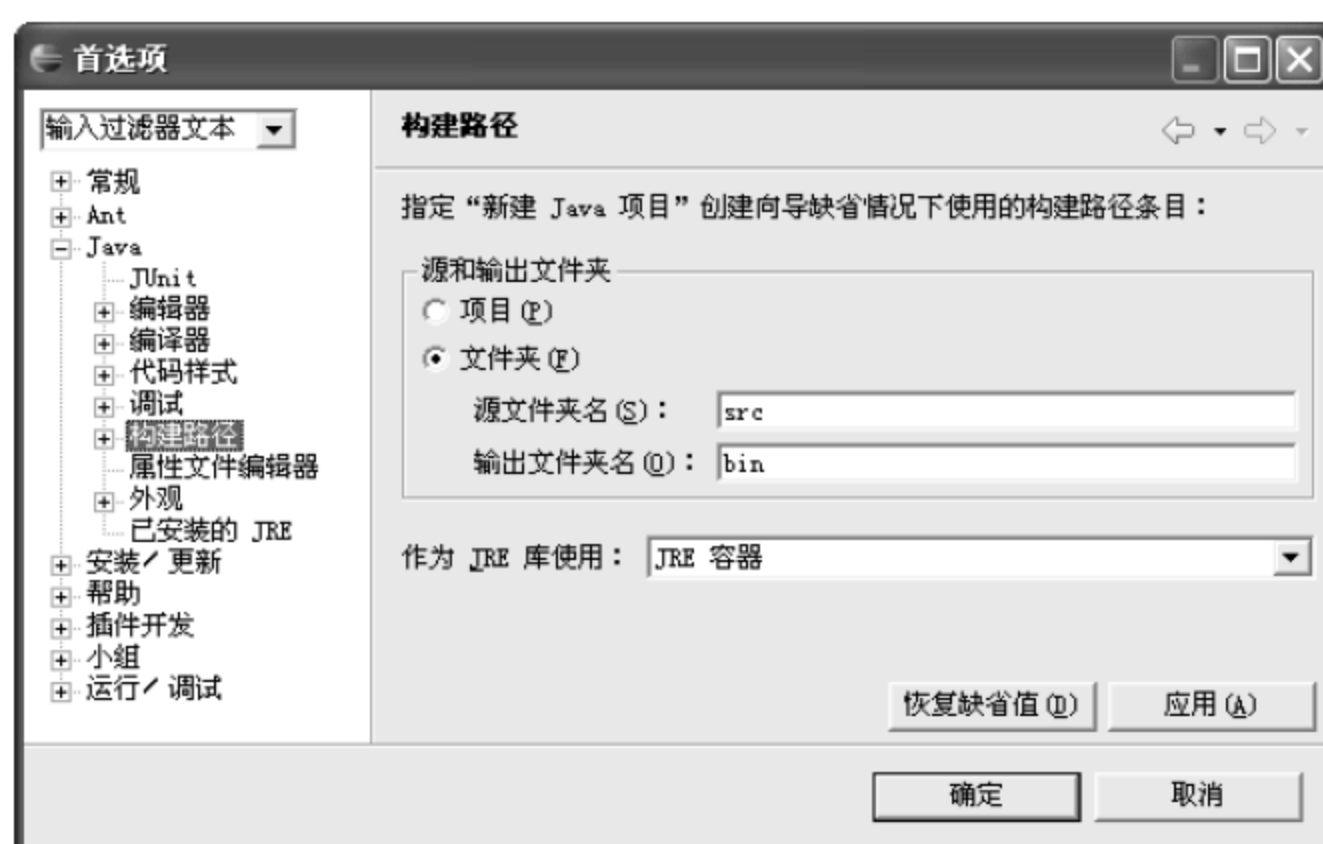 首选项
输入过滤器文本
常规
Ant
Java
JUnit
编辑器
编译器
代码样式
调试
构建路径
属性文件编辑器
外观
已安装的 JRE
安装/更新
帮助
插件开发
小组
运行/调试
构建路径
指定“新建 Java 项目”创建向导缺省情况下使用的构建路径条目：
源和输出文件夹
项目(P)
文件夹(F)
源文件夹名(S)： src
输出文件夹名(O)： bin
作为 JRE 库使用： JRE 容器
恢复缺省值(D) 应用(A)
确定 取消